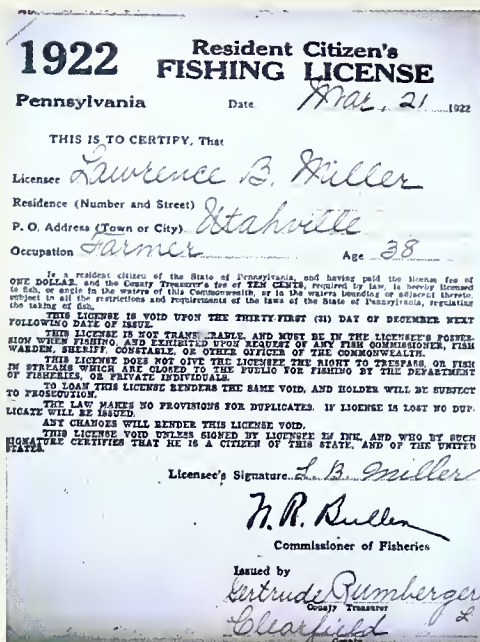 1922
Resident Citizen's
FISHING LICENSE
Pennsylvania Date Mar. 21 1922
THIS IS TO CERTIFY, That
Licensee Lawrence B. Miller
Residence (Number and Street)
P. O. Address (Town or City) Utahville
Occupation Farmer Age 38
Is a resident citizen of the State of Pennsylvania, and having paid the license fee of
ONE DOLLAR, and the County Treasurer's fee of TEN CENTS, required by law, is hereby licensed
to fish, or angle in the waters of this Commonwealth, or in the waters bounding or adjacent thereto,
subject to all the restrictions and requirements of the laws of the State of Pennsylvania, regulating
the taking of fish.
THIS LICENSE IS VOID UPON THE THIRTY-FIRST (31) DAY OF DECEMBER NEXT
FOLLOWING DATE OF ISSUE.
THIS LICENSE IS NOT TRANSFERABLE, AND MUST BE IN THE LICENSEE'S POSSES-
SION WHEN FISHING, AND EXHIBITED UPON REQUEST OF ANY FISH COMMISSIONER, FISH
WARDEN, SHERIFF, CONSTABLE, OR OTHER OFFICER OF THE COMMONWEALTH.
THIS LICENSE DOES NOT GIVE THE LICENSEE THE RIGHT TO TRESPASS, OR FISH
IN STREAMS WHICH ARE CLOSED TO THE PUBLIC FOR FISHING BY THE DEPARTMENT
OF FISHERIES, OR PRIVATE INDIVIDUALS.
TO LOAN THIS LICENSE RENDERS THE SAME VOID, AND HOLDER WILL BE SUBJECT
TO PROSECUTION.
THE LAW MAKES NO PROVISIONS FOR DUPLICATES. IF LICENSE IS LOST NO DUP-
LICATE WILL BE ISSUED.
ANY CHANGES WILL RENDER THIS LICENSE VOID.
THIS LICENSE VOID UNLESS SIGNED BY LICENSEE IN INK, AND WHO BY SUCH
SIGNATURE CERTIFIES THAT HE IS A CITIZEN OF THIS STATE, AND OF THE UNITED
STATES.
Licensee's Signature L. B. Miller
N. R. Buller
Commissioner of Fisheries
Issued by
Gertrude Rumberger
County Treasurer
Clearfield
County